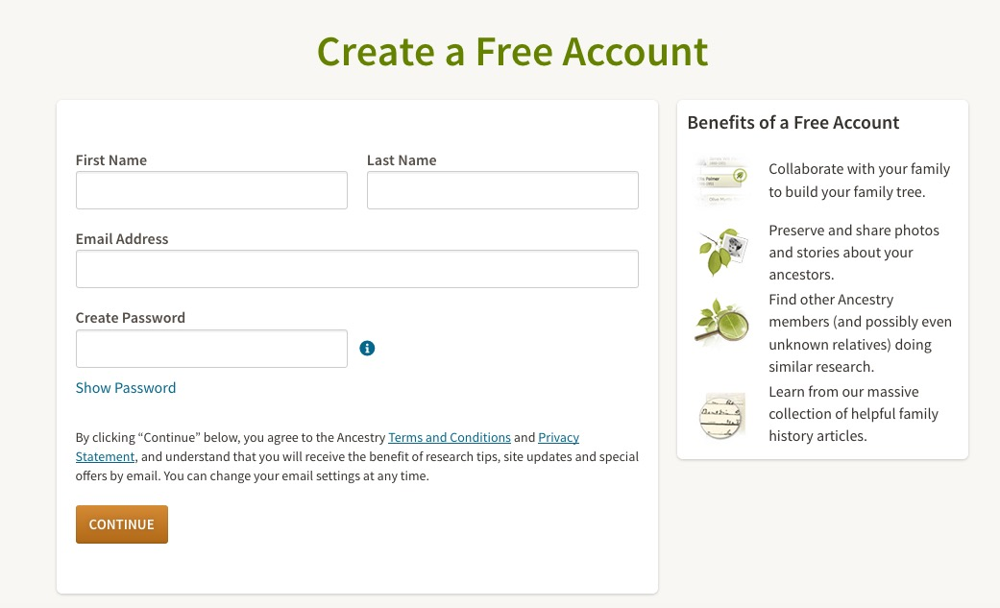 Create a Free Account
First Name
Last Name
Email Address
Create Password
Show Password
By clicking “Continue” below, you agree to the Ancestry Terms and Conditions and Privacy
Statement, and understand that you will receive the benefit of research tips, site updates and special
offers by email. You can change your email settings at any time.
CONTINUE
Benefits of a Free Account
Collaborate with your family
to build your family tree.
Preserve and share photos
and stories about your
ancestors.
Find other Ancestry
members (and possibly even
unknown relatives) doing
similar research.
Learn from our massive
collection of helpful family
history articles.